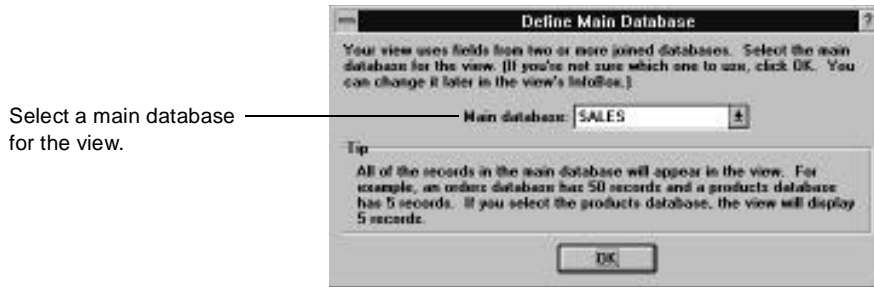 Define Main Database
?
Your view uses fields from two or more joined databases. Select the main
database for the view. (If you're not sure which one to use, click OK. You
can change it later in the view's InfoBox.)
Select a main database
for the view.
Main database: SALES
Tip
All of the records in the main database will appear in the view. For
example, an orders database has 50 records and a products database
has 5 records. If you select the products database, the view will display
5 records.
OK